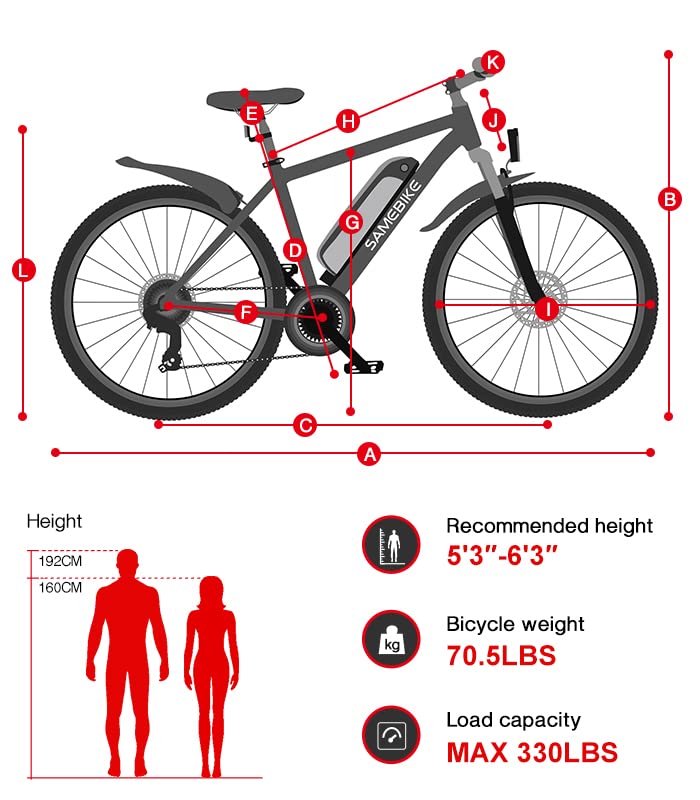 K
E
H
J
B
SAMEBIKE
G
D
L
F
I
C
A
Height
192CM
160CM
Recommended height
5'3"-6'3"
Bicycle weight
kg
70.5LBS
Load capacity
MAX 330LBS